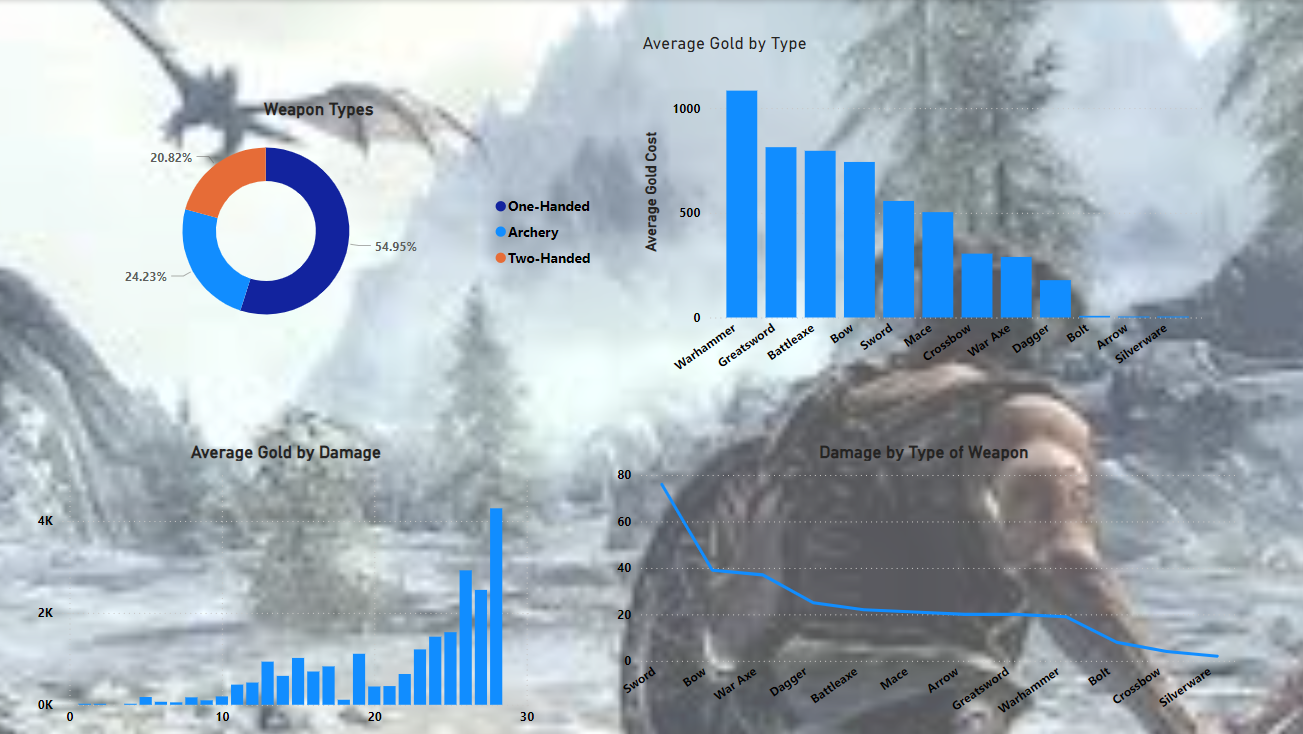 Weapon Types
20.82%
54.95%
24.23%
One-Handed
Archery
Two-Handed
Average Gold by Type
Average Gold Cost
1000
500
0
Warhammer
Greatsword
Battleaxe
Bow
Sword
Mace
Crossbow
War Axe
Dagger
Bolt
Arrow
Silverware
Average Gold by Damage
4K
2K
0K
0
10
20
30
Damage by Type of Weapon
80
60
40
20
0
Sword
Bow
War Axe
Dagger
Battleaxe
Mace
Arrow
Greatsword
Warhammer
Bolt
Crossbow
Silverware